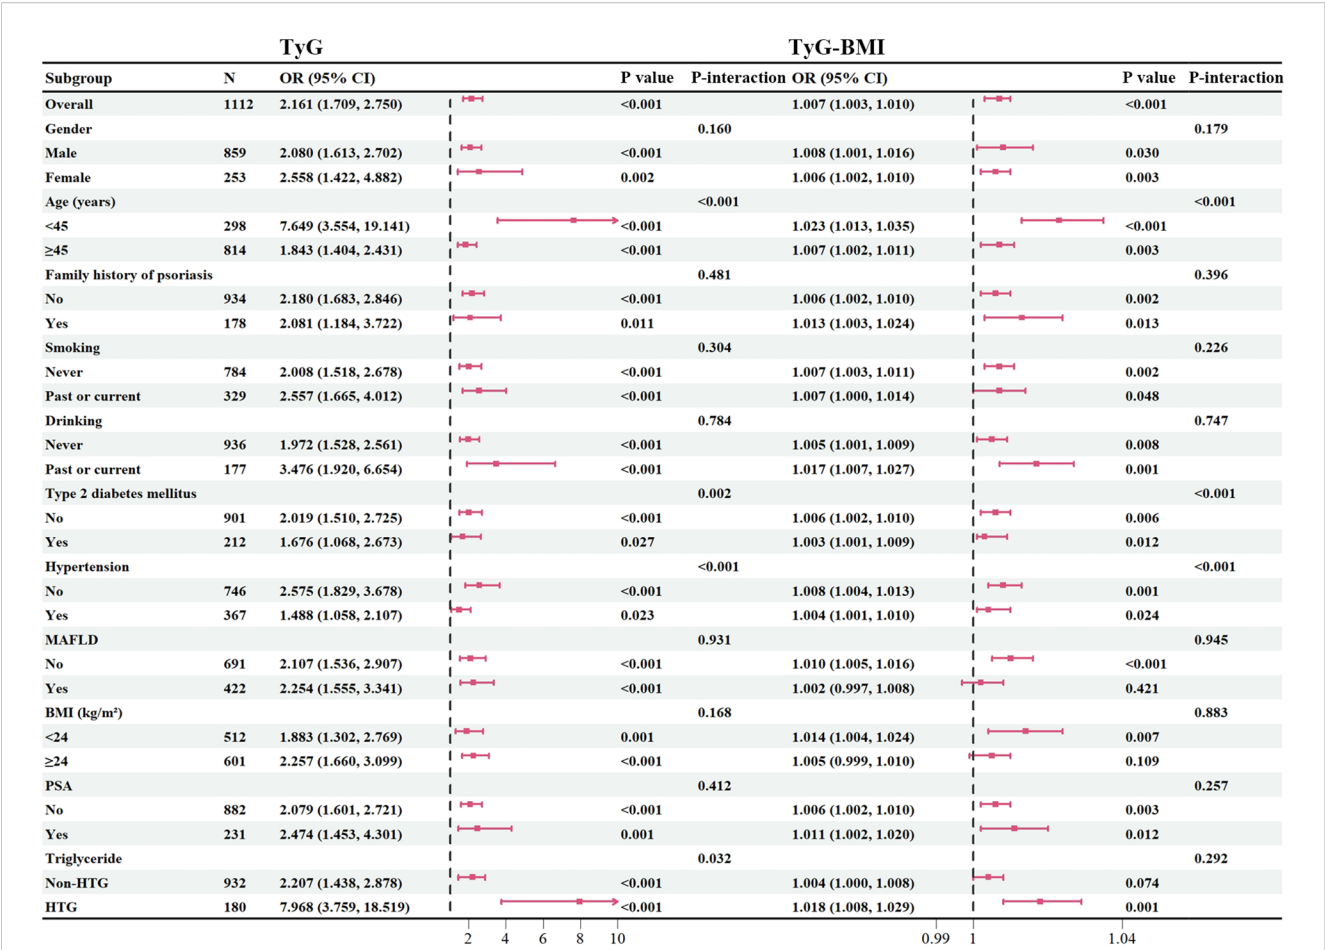 TyG TyG-BMI
Subgroup N OR (95% CI) P value P-interaction OR (95% CI) P value P-interaction
Overall 1112 2.161 (1.709, 2.750) <0.001 1.007 (1.003, 1.010) <0.001
Gender 0.160 0.179
Male 859 2.080 (1.613, 2.702) <0.001 1.008 (1.001, 1.016) 0.030
Female 253 2.558 (1.422, 4.882) 0.002 1.006 (1.002, 1.010) 0.003
Age (years) <0.001 <0.001
<45 298 7.649 (3.554, 19.141) <0.001 1.023 (1.013, 1.035) <0.001
≥45 814 1.843 (1.404, 2.431) <0.001 1.007 (1.002, 1.011) 0.003
Family history of psoriasis 0.481 0.396
No 934 2.180 (1.683, 2.846) <0.001 1.006 (1.002, 1.010) 0.002
Yes 178 2.081 (1.184, 3.722) 0.011 1.013 (1.003, 1.024) 0.013
Smoking 0.304 0.226
Never 784 2.008 (1.518, 2.678) <0.001 1.007 (1.003, 1.011) 0.002
Past or current 329 2.557 (1.665, 4.012) <0.001 1.007 (1.000, 1.014) 0.048
Drinking 0.784 0.747
Never 936 1.972 (1.528, 2.561) <0.001 1.005 (1.001, 1.009) 0.008
Past or current 177 3.476 (1.920, 6.654) <0.001 1.017 (1.007, 1.027) 0.001
Type 2 diabetes mellitus 0.002 <0.001
No 901 2.019 (1.510, 2.725) <0.001 1.006 (1.002, 1.010) 0.006
Yes 212 1.676 (1.068, 2.673) 0.027 1.003 (1.001, 1.009) 0.012
Hypertension <0.001 <0.001
No 746 2.575 (1.829, 3.678) <0.001 1.008 (1.004, 1.013) 0.001
Yes 367 1.488 (1.058, 2.107) 0.023 1.004 (1.001, 1.010) 0.024
MAFLD 0.931 0.945
No 691 2.107 (1.536, 2.907) <0.001 1.010 (1.005, 1.016) <0.001
Yes 422 2.254 (1.555, 3.341) <0.001 1.002 (0.997, 1.008) 0.421
BMI (kg/m²) 0.168 0.883
<24 512 1.883 (1.302, 2.769) 0.001 1.014 (1.004, 1.024) 0.007
≥24 601 2.257 (1.660, 3.099) <0.001 1.005 (0.999, 1.010) 0.109
PSA 0.412 0.257
No 882 2.079 (1.601, 2.721) <0.001 1.006 (1.002, 1.010) 0.003
Yes 231 2.474 (1.453, 4.301) 0.001 1.011 (1.002, 1.020) 0.012
Triglyceride 0.032 0.292
Non-HTG 932 2.207 (1.438, 2.878) <0.001 1.004 (1.000, 1.008) 0.074
HTG 180 7.968 (3.759, 18.519) <0.001 1.018 (1.008, 1.029) 0.001
2 4 6 8 10 0.99 1 1.04